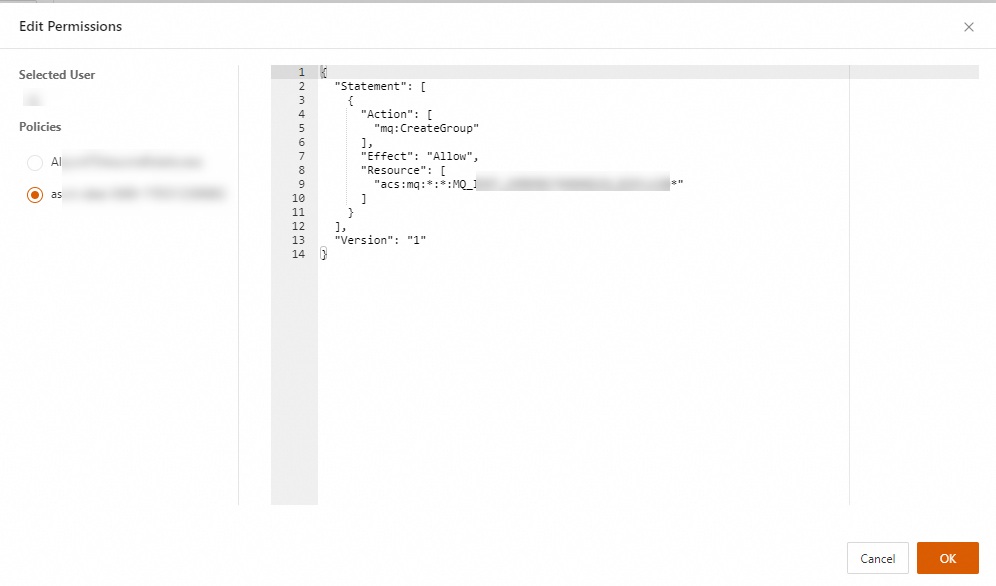 Edit Permissions
Selected User
Policies
Al
as
1 {
2 "Statement": [
3 {
4 "Action": [
5 "mq:CreateGroup"
6 ],
7 "Effect": "Allow",
8 "Resource": [
9 "acs:mq:*:*:MQ_ *"
10 ]
11 }
12 ],
13 "Version": "1"
14 }
Cancel
OK